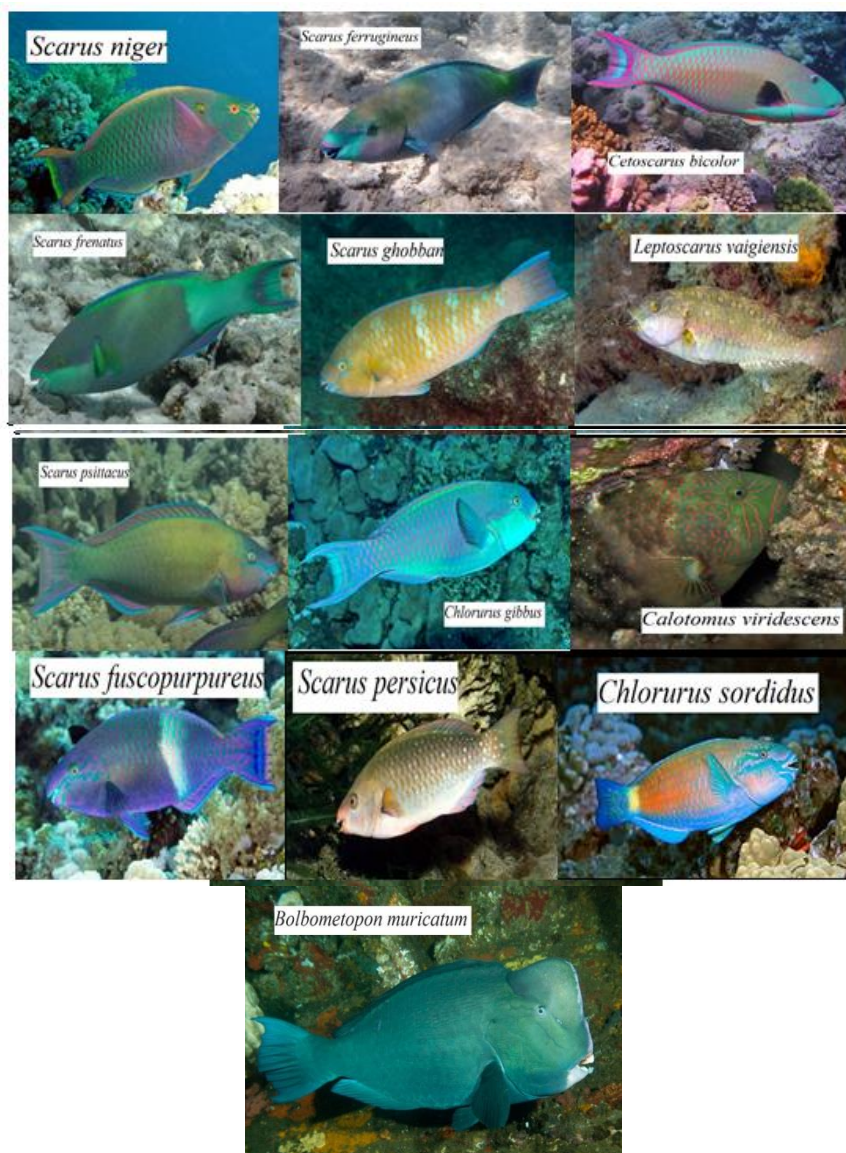 Scarus niger
Scarus ferrugineus
Cetoscarus bicolor
Scarus frenatus
Scarus ghobban
Leptoscarus vaigiensis
Scarus psittacus
Chlorurus gibbus
Calotomus viridescens
Scarus fuscopurpureus
Scarus persicus
Chlorurus sordidus
Bolbometopon muricatum